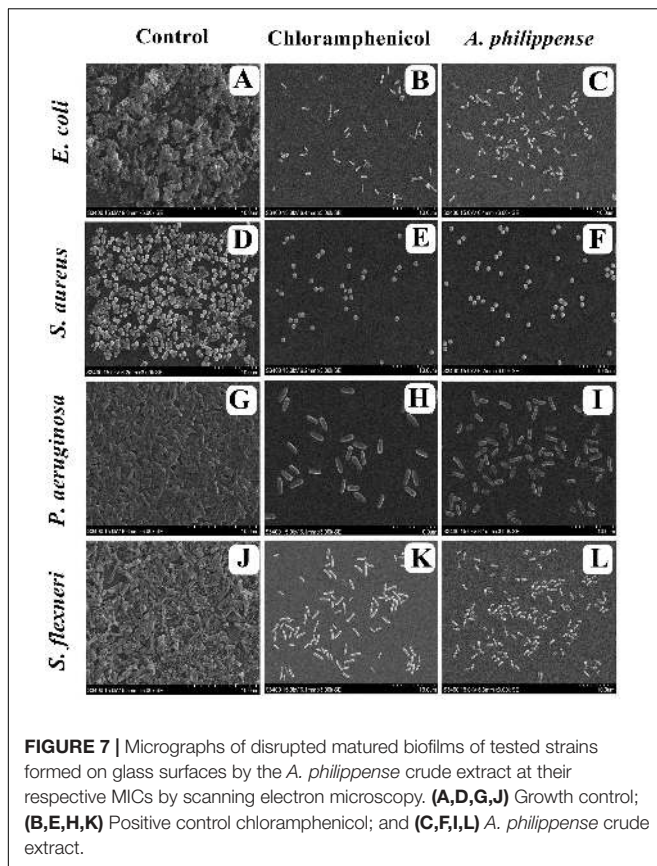 Control Chloramphenicol A. philippense
E. coli
A B C
S. aureus
D E F
P. aeruginosa
G H I
S. flexneri
J K L
FIGURE 7 | Micrographs of disrupted matured biofilms of tested strains
formed on glass surfaces by the A. philippense crude extract at their
respective MICs by scanning electron microscopy. (A,D,G,J) Growth control;
(B,E,H,K) Positive control chloramphenicol; and (C,F,I,L) A. philippense crude
extract.